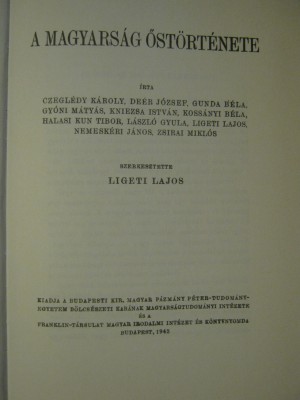 A MAGYARSÁG ŐSTÖRTÉNETE
ÍRTA
CZEGLÉDY KÁROLY, DEÉR JÓZSEF, GUNDA BÉLA,
GYÓNI MÁTYÁS, KNIEZSA ISTVÁN, KOSSÁNYI BÉLA,
HALASI KUN TIBOR, LÁSZLÓ GYULA, LIGETI LAJOS,
NEMESKÉRI JÁNOS, ZSIRAI MIKLÓS
SZERKESZTETTE
LIGETI LAJOS
KIADJA A BUDAPESTI KIR. MAGYAR PÁZMÁNY PÉTER-TUDOMÁNY-
EGYETEM BÖLCSÉSZETI KARÁNAK MAGYARSÁGTUDOMÁNYI INTÉZETE
ÉS A
FRANKLIN-TÁRSULAT MAGYAR IRODALMI INTÉZET ÉS KÖNYVNYOMDA
BUDAPEST, 1943